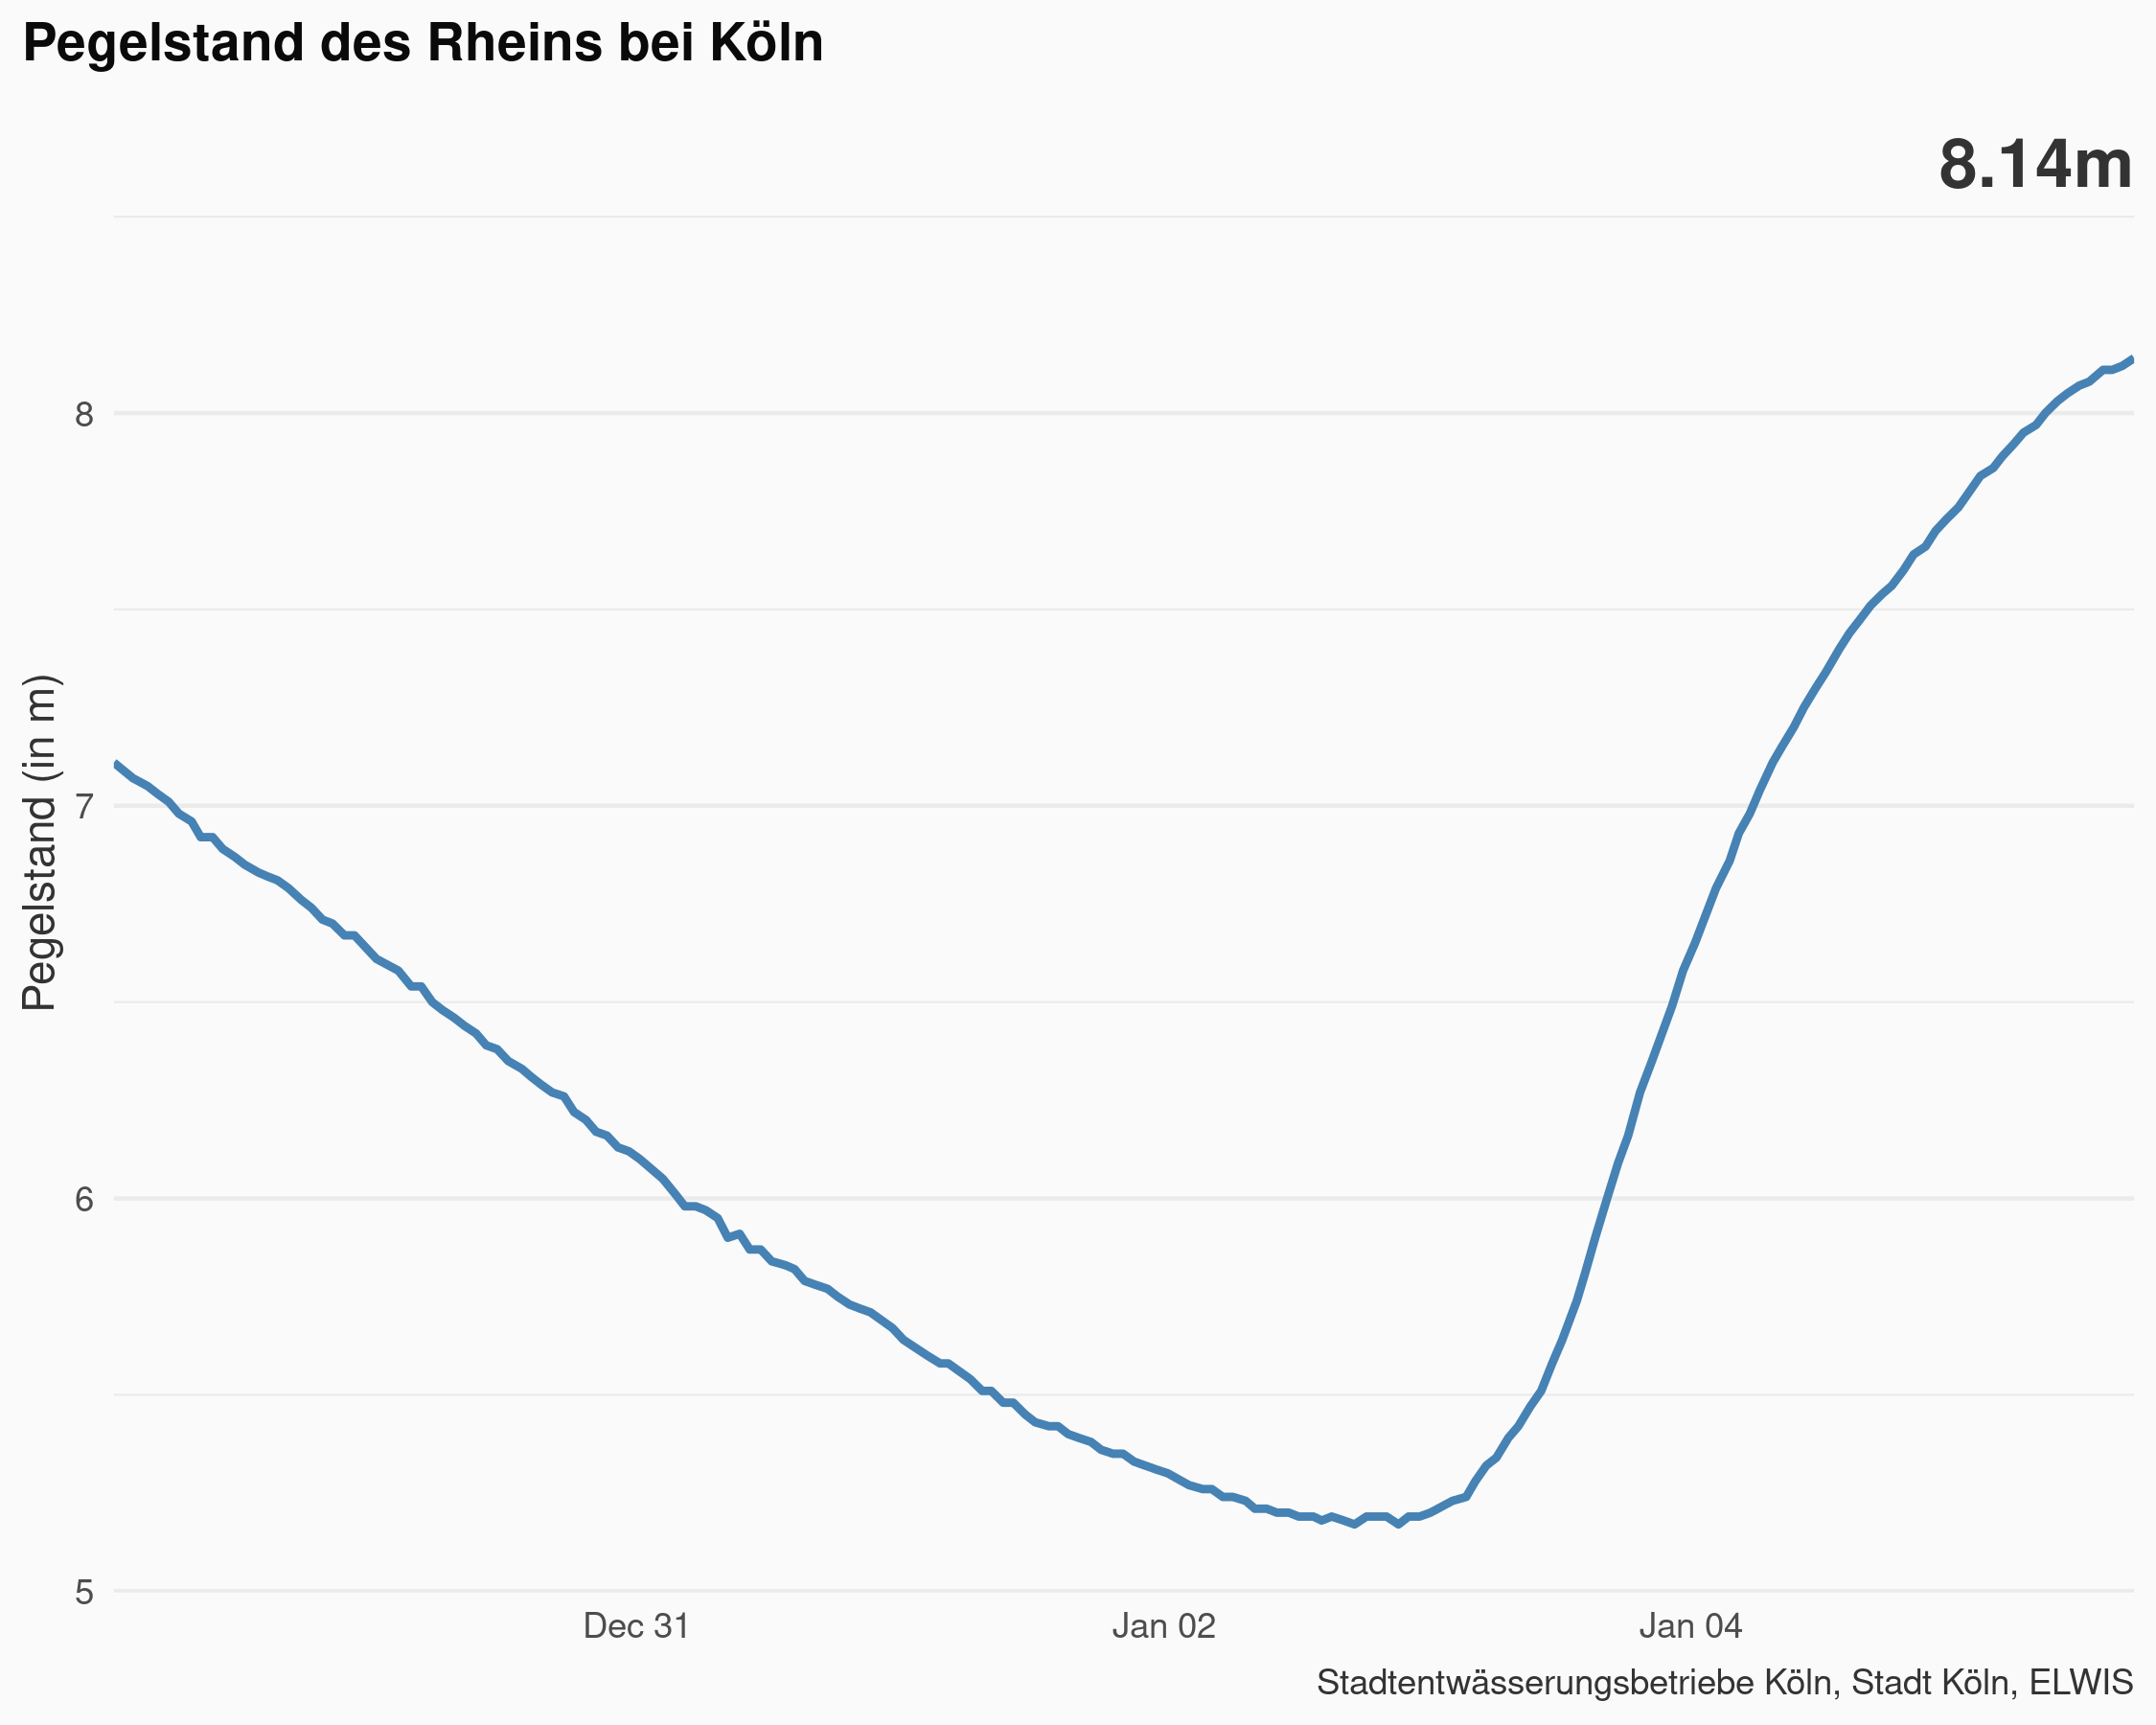 Pegelstand des Rheins bei Köln
8.14m
Pegelstand (in m)
8
7
6
5
Dec 31
Jan 02
Jan 04
Stadtentwässerungsbetriebe Köln, Stadt Köln, ELWIS